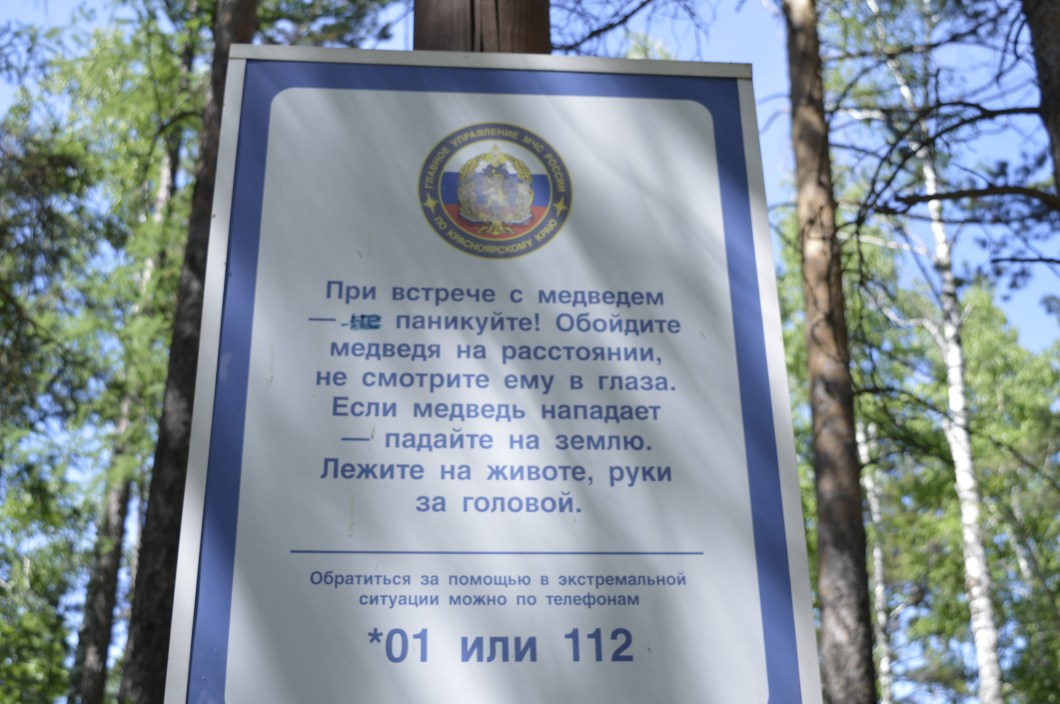 ГЛАВНОЕ УПРАВЛЕНИЕ МЧС РОССИИ
ПО КРАСНОЯРСКОМУ КРАЮ
При встрече с медведем
— не паникуйте! Обойдите
медведя на расстоянии,
не смотрите ему в глаза.
Если медведь нападает
— падайте на землю.
Лежите на животе, руки
за головой.
Обратиться за помощью в экстремальной
ситуации можно по телефонам
*01 или 112